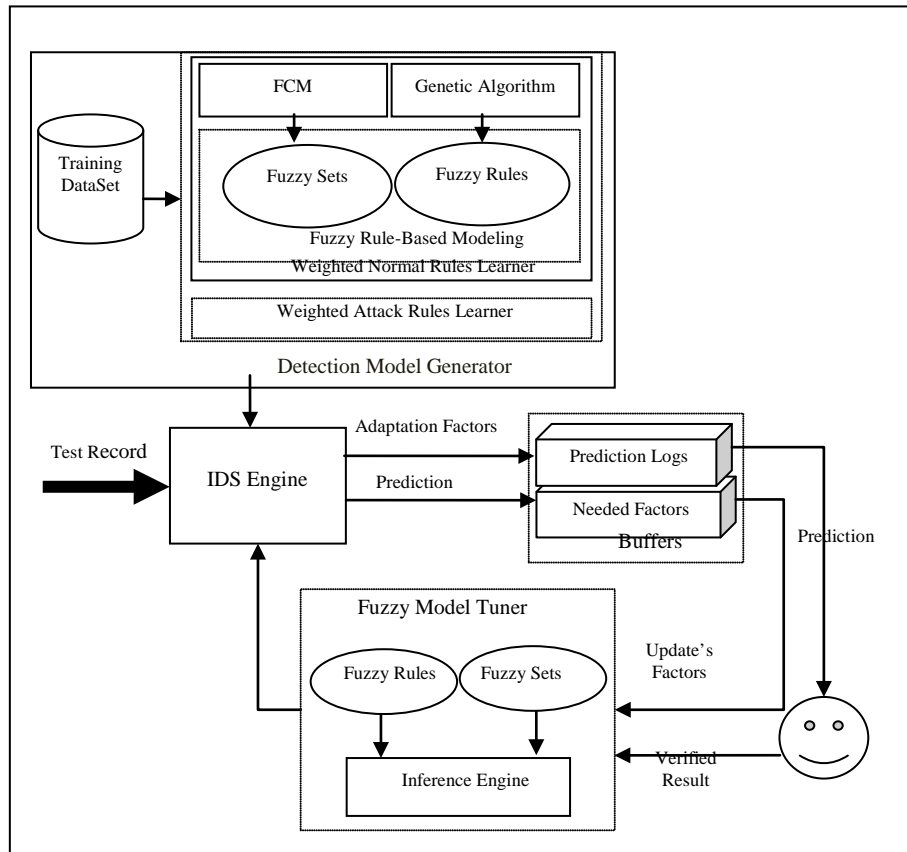 FCM
Genetic Algorithm
Training
DataSet
Fuzzy Sets
Fuzzy Rules
Fuzzy Rule-Based Modeling
Weighted Normal Rules Learner
Weighted Attack Rules Learner
Detection Model Generator
Test Record
IDS Engine
Adaptation Factors
Prediction
Prediction Logs
Needed Factors
Buffers
Prediction
Fuzzy Model Tuner
Fuzzy Rules
Fuzzy Sets
Inference Engine
Update's
Factors
Verified
Result